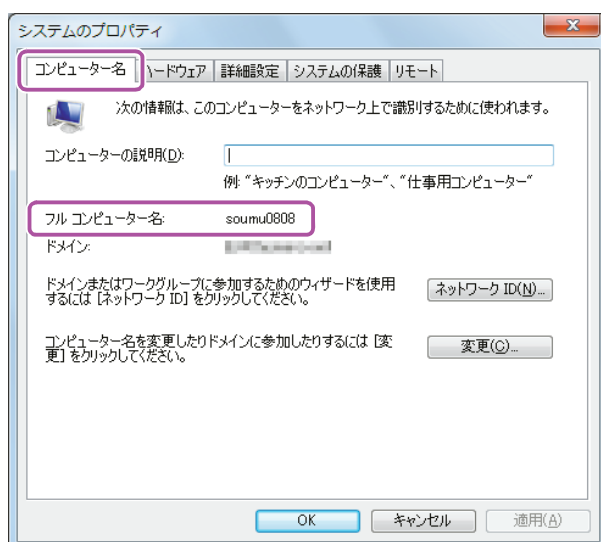 システムのプロパティ
コンピューター名 ハードウェア 詳細設定 システムの保護 リモート
次の情報は、このコンピューターをネットワーク上で識別するために使われます。
コンピューターの説明(D):
例: "キッチンのコンピューター"、"仕事用コンピューター"
フル コンピューター名: soumu0808
ドメイン:
ドメインまたはワークグループに参加するためのウィザードを使用
するには [ネットワーク ID] をクリックしてください。
ネットワーク ID(N)...
コンピューター名を変更したりドメインに参加したりするには [変
更] をクリックしてください。
変更(C)...
OK キャンセル 適用(A)